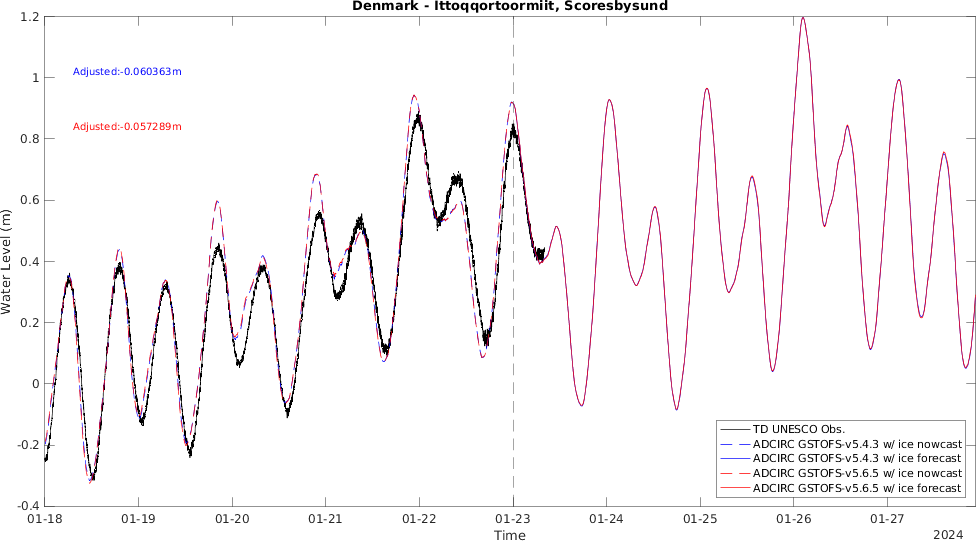 Denmark - Ittoqqortoormiit, Scoresbysund
1.2
1
0.8
0.6
0.4
0.2
0
-0.2
-0.4
Water Level (m)
Adjusted:-0.060363m
Adjusted:-0.057289m
TD UNESCO Obs.
ADCIRC GSTOFS-v5.4.3 w/ ice nowcast
ADCIRC GSTOFS-v5.4.3 w/ ice forecast
ADCIRC GSTOFS-v5.6.5 w/ ice nowcast
ADCIRC GSTOFS-v5.6.5 w/ ice forecast
01-18 01-19 01-20 01-21 01-22 01-23 01-24 01-25 01-26 01-27
Time
2024